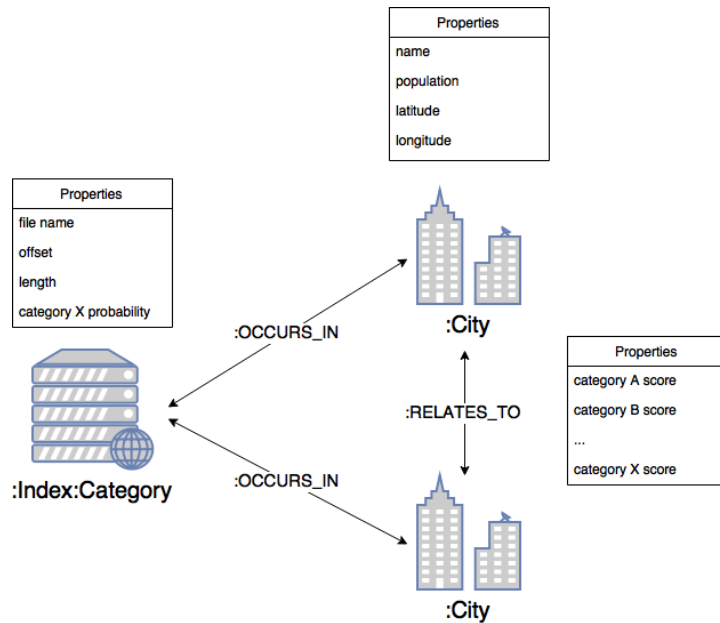 Properties
name
population
latitude
longitude
Properties
file name
offset
length
category X probability
:OCCURS_IN
:City
Properties
category A score
category B score
...
category X score
:RELATES_TO
:Index:Category
:OCCURS_IN
:City